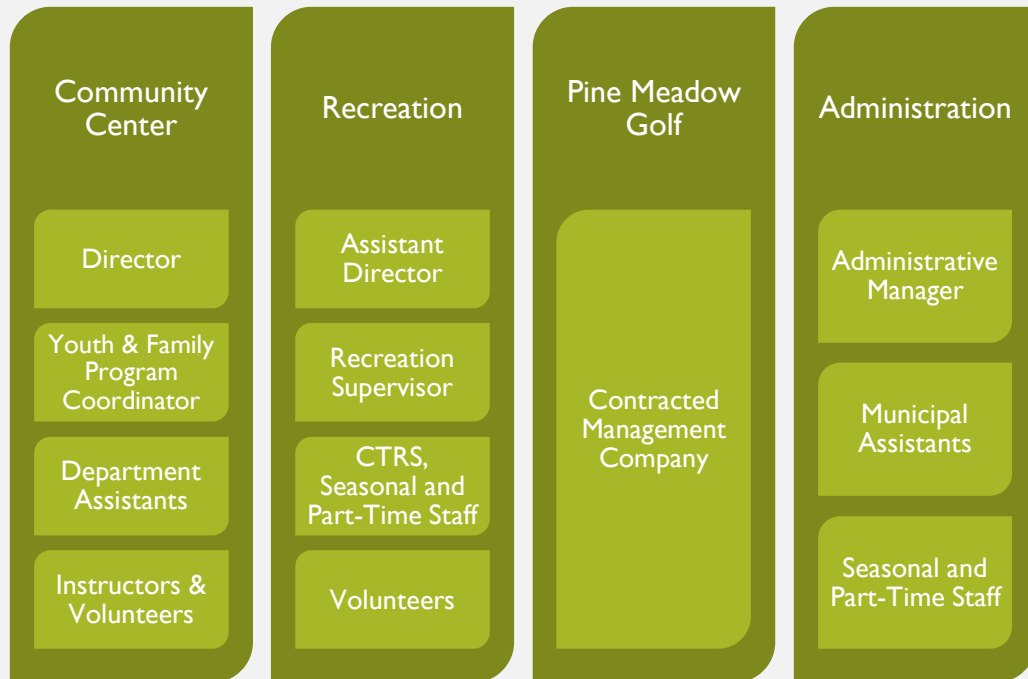 Community
Center
Director
Youth & Family
Program
Coordinator
Department
Assistants
Instructors &
Volunteers
Recreation
Assistant
Director
Recreation
Supervisor
CTRS,
Seasonal and
Part-Time Staff
Volunteers
Pine Meadow
Golf
Contracted
Management
Company
Administration
Administrative
Manager
Municipal
Assistants
Seasonal and
Part-Time Staff